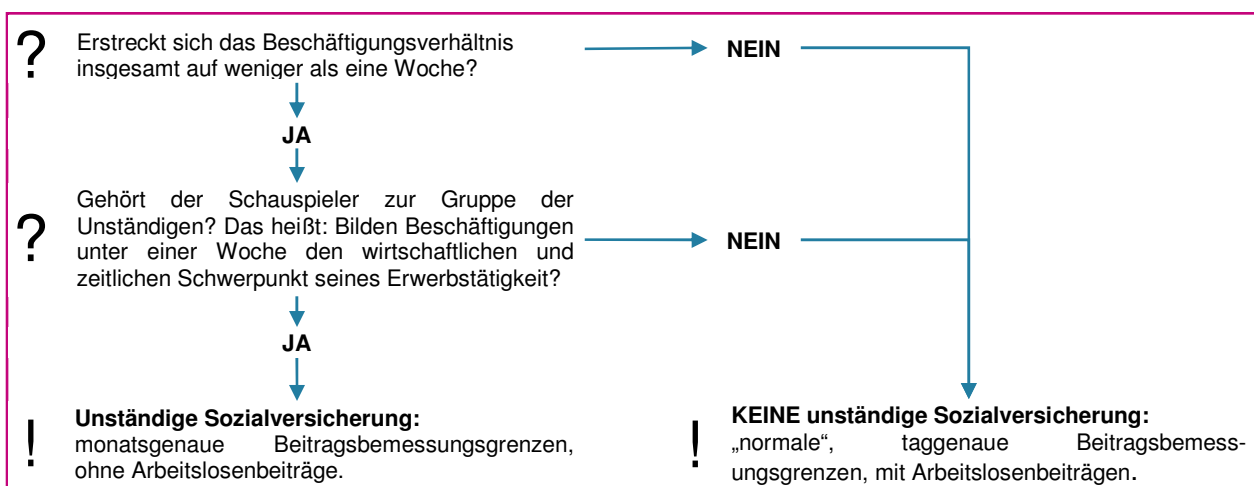 ? Erstreckt sich das Beschäftigungsverhältnis
insgesamt auf weniger als eine Woche?
NEIN
JA
? Gehört der Schauspieler zur Gruppe der
Unständigen? Das heißt: Bilden Beschäftigungen
unter einer Woche den wirtschaftlichen und
zeitlichen Schwerpunkt seines Erwerbstätigkeit?
NEIN
JA
! Unständige Sozialversicherung:
monatsgenaue Beitragsbemessungsgrenzen,
ohne Arbeitslosenbeiträge.
! KEINE unständige Sozialversicherung:
„normale“, taggenaue Beitragsbemess-
ungsgrenzen, mit Arbeitslosenbeiträgen.